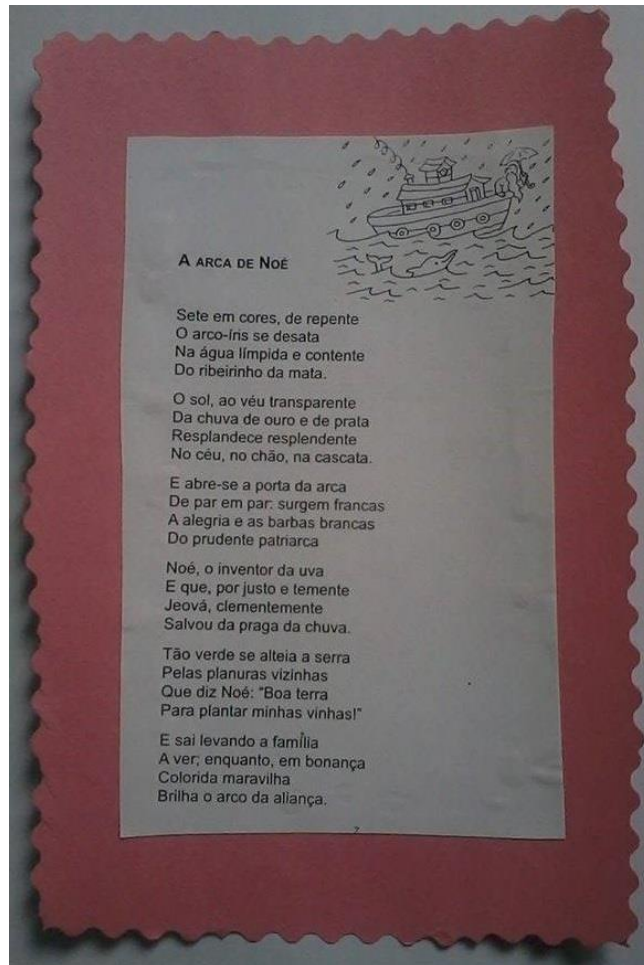 A ARCA DE NOÉ
Sete em cores, de repente
O arco-íris se desata
Na água límpida e contente
Do ribeirinho da mata.
O sol, ao véu transparente
Da chuva de ouro e de prata
Resplandece resplendente
No céu, no chão, na cascata.
E abre-se a porta da arca
De par em par: surgem francas
A alegria e as barbas brancas
Do prudente patriarca
Noé, o inventor da uva
E que, por justo e temente
Jeová, clementemente
Salvou da praga da chuva.
Tão verde se alteia a serra
Pelas planuras vizinhas
Que diz Noé: "Boa terra
Para plantar minhas vinhas!"
E sai levando a família
A ver; enquanto, em bonança
Colorida maravilha
Brilha o arco da aliança.